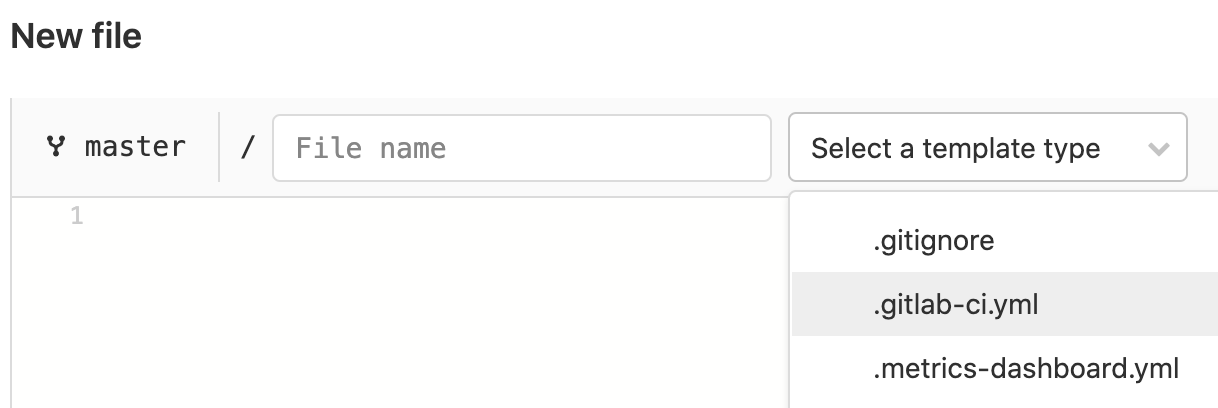 New file
master / File name Select a template type
1
.gitignore
.gitlab-ci.yml
.metrics-dashboard.yml